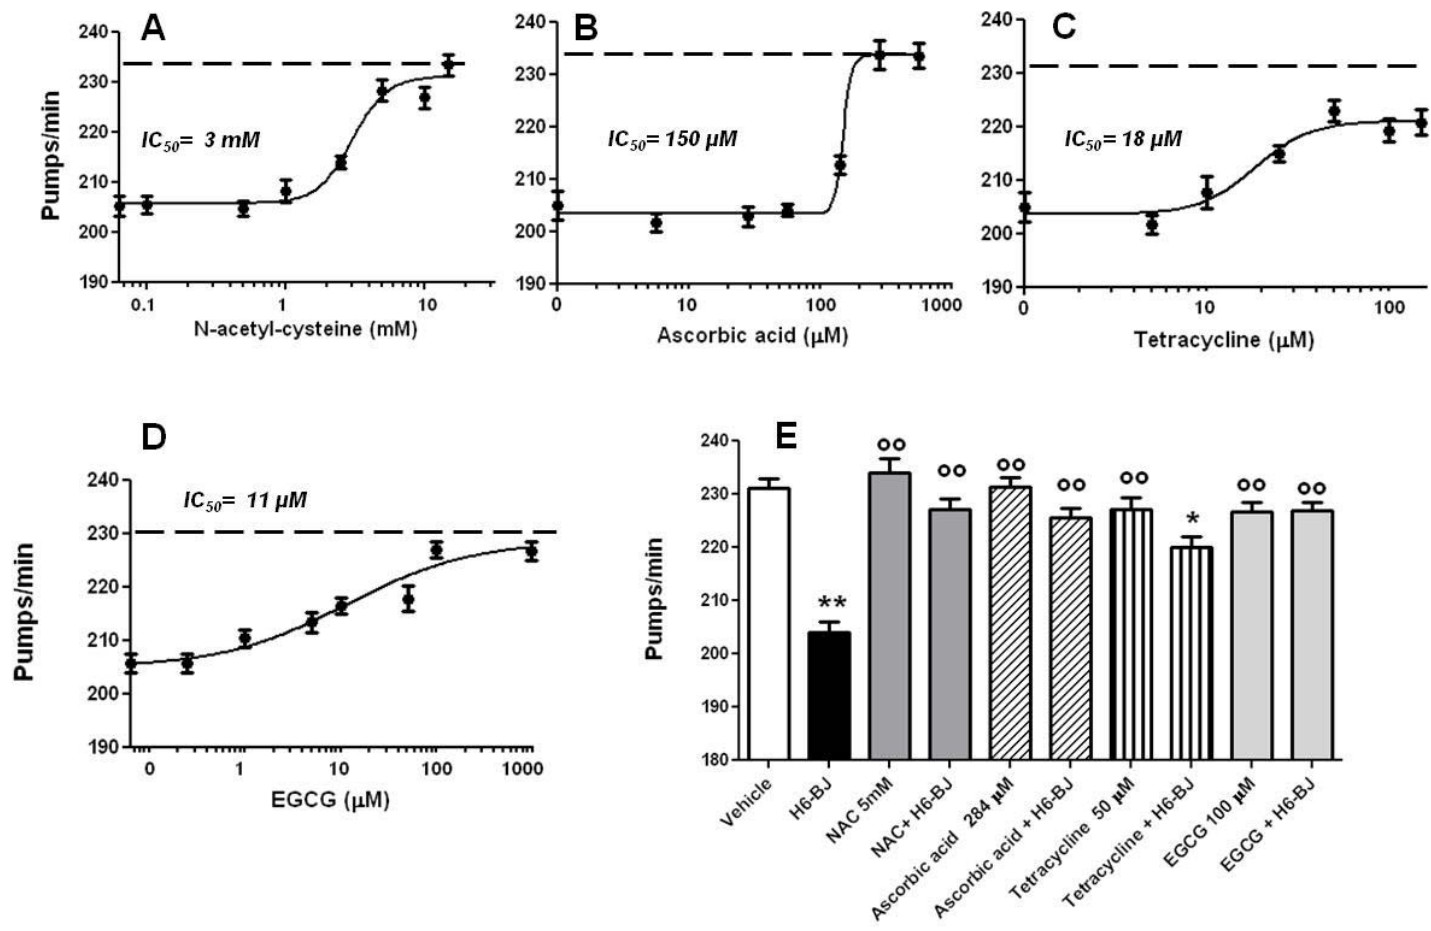 A
240
230
220
210
200
190
Pumps/min
IC50= 3 mM
0.1
1
10
N-acetyl-cysteine (mM)
B
240
230
220
210
200
190
IC50= 150 µM
0
10
100
1000
Ascorbic acid (µM)
C
240
230
220
210
200
190
IC50= 18 µM
0
10
100
Tetracycline (µM)
D
240
230
220
210
200
190
Pumps/min
IC50= 11 µM
0
1
10
100
1000
EGCG (µM)
E
240
230
220
210
200
190
180
Pumps/min
**
°°
°°
°°
°°
°°
*
°°
°°
Vehicle
H6-BJ
NAC 5mM
NAC+ H6-BJ
Ascorbic acid 284 µM
Ascorbic acid + H6-BJ
Tetracycline 50 µM
Tetracycline + H6-BJ
EGCG 100 µM
EGCG + H6-BJ